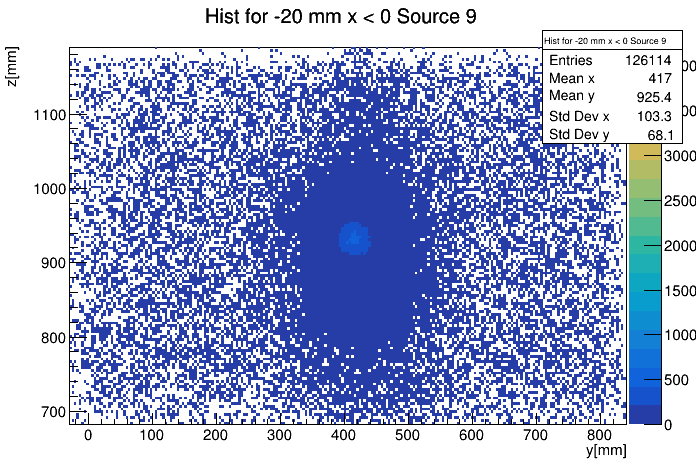 Hist for -20 mm x < 0 Source 9
z[mm]
Hist for -20 mm x < 0 Source 9
Entries 126114
Mean x 417
Mean y 925.4
Std Dev x 103.3
Std Dev y 68.1
1100
1000
900
800
700
0 100 200 300 400 500 600 700 800
y[mm]
3000
2500
2000
1500
1000
500
0